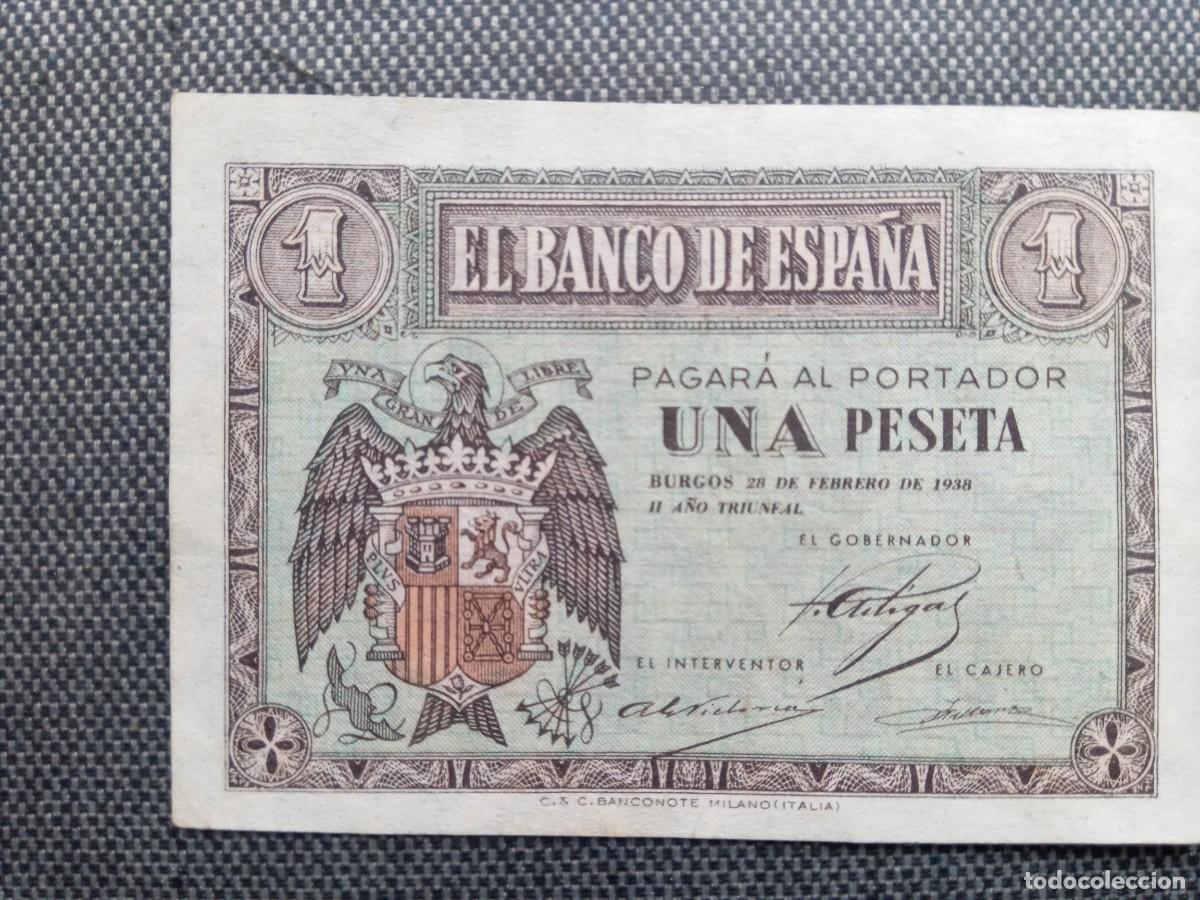 1 EL BANCO DE ESPAÑA 1
UNA GRANDE LIBRE
PAGARÁ AL PORTADOR
UNA PESETA
BURGOS 28 DE FEBRERO DE 1938
II AÑO TRIUNFAL
PLVS VLTRA
EL GOBERNADOR
EL INTERVENTOR
EL CAJERO
C. & C. BANCONOTE MILANO (ITALIA)
todocoleccion